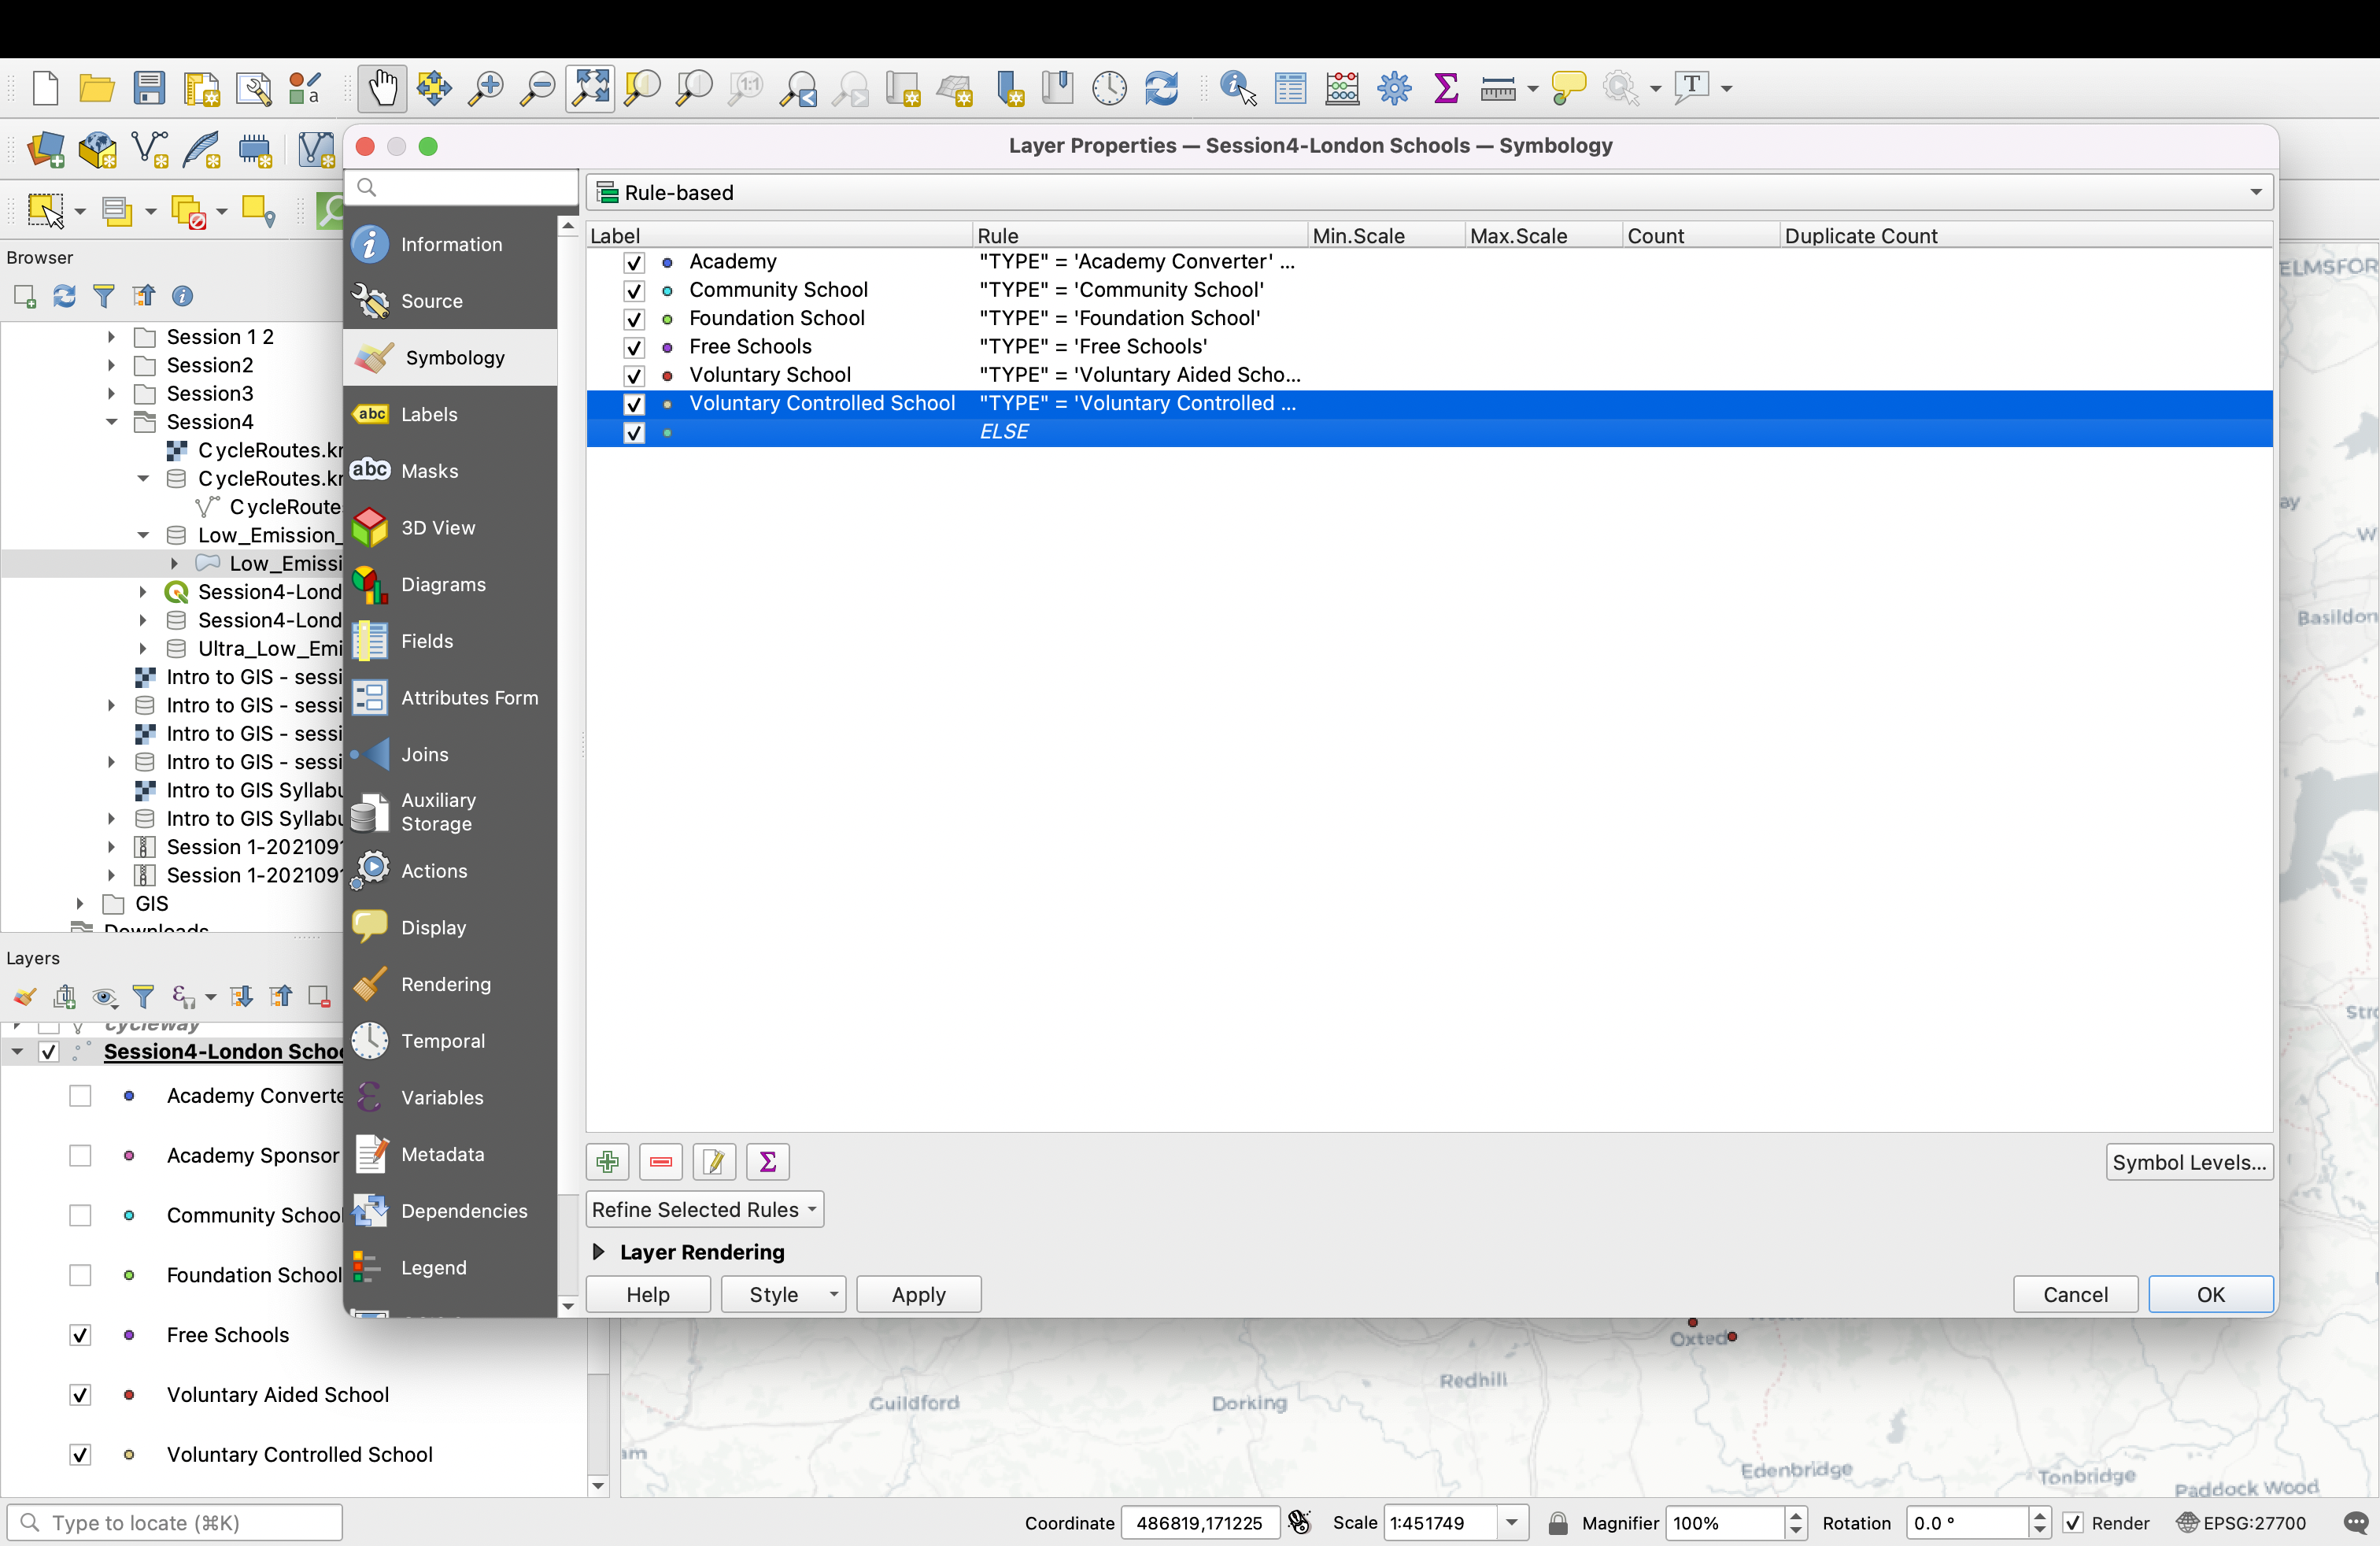 Layer Properties — Session4-London Schools — Symbology
Rule-based
Information
Source
Symbology
Labels
Masks
3D View
Diagrams
Fields
Attributes Form
Joins
Auxiliary
Storage
Actions
Display
Rendering
Temporal
Variables
Metadata
Dependencies
Legend
Label Rule Min.Scale Max.Scale Count Duplicate Count
Academy "TYPE" = 'Academy Converter' ...
Community School "TYPE" = 'Community School'
Foundation School "TYPE" = 'Foundation School'
Free Schools "TYPE" = 'Free Schools'
Voluntary School "TYPE" = 'Voluntary Aided Scho...
Voluntary Controlled School "TYPE" = 'Voluntary Controlled ...
ELSE
Symbol Levels...
Refine Selected Rules
Layer Rendering
Help Style Apply Cancel OK
Browser
Session 1 2
Session2
Session3
Session4
CycleRoutes.k
CycleRoutes.k
CycleRoute
Low_Emission_
Low_Emissi
Session4-Lond
Session4-Lond
Ultra_Low_Emi
Intro to GIS - sessi
Intro to GIS - sessi
Intro to GIS - sessi
Intro to GIS - sessi
Intro to GIS Syllab
Intro to GIS Syllab
Session 1-202109
Session 1-202109
GIS
Downloads
Layers
cycleway
Session4-London Scho
Academy Converte
Academy Sponsor
Community School
Foundation School
Free Schools
Voluntary Aided School
Voluntary Controlled School
ELMSFOR
ay
W
Basildon
Stro
Oxted
Redhill
Guildford
Dorking
am
Edenbridge
Tonbridge
Paddock Wood
Type to locate (⌘K)
Coordinate 486819,171225 Scale 1:451749 Magnifier 100% Rotation 0.0 ° Render EPSG:27700